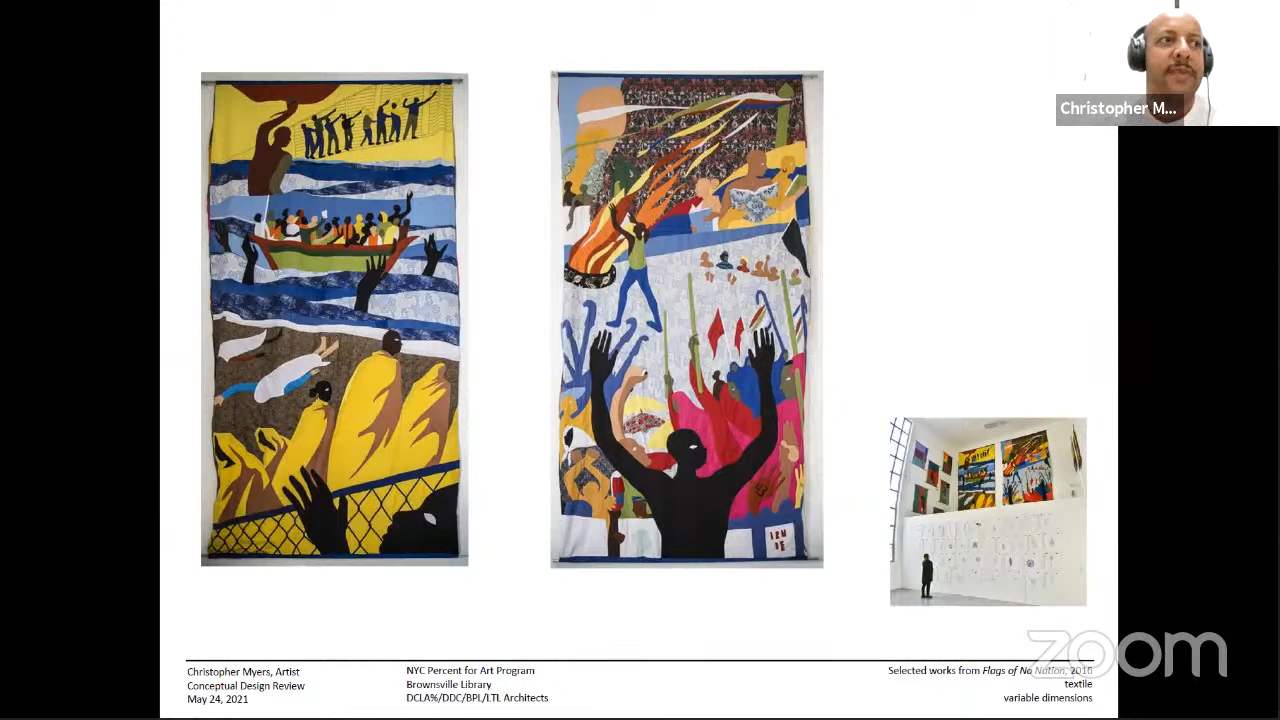 Christopher M...
zoom
Christopher Myers, Artist
Conceptual Design Review
May 24, 2021
NYC Percent for Art Program
Brownsville Library
DCLA%/DDC/BPL/LTL Architects
Selected works from Flags of No Nation, 2016
textile
variable dimensions